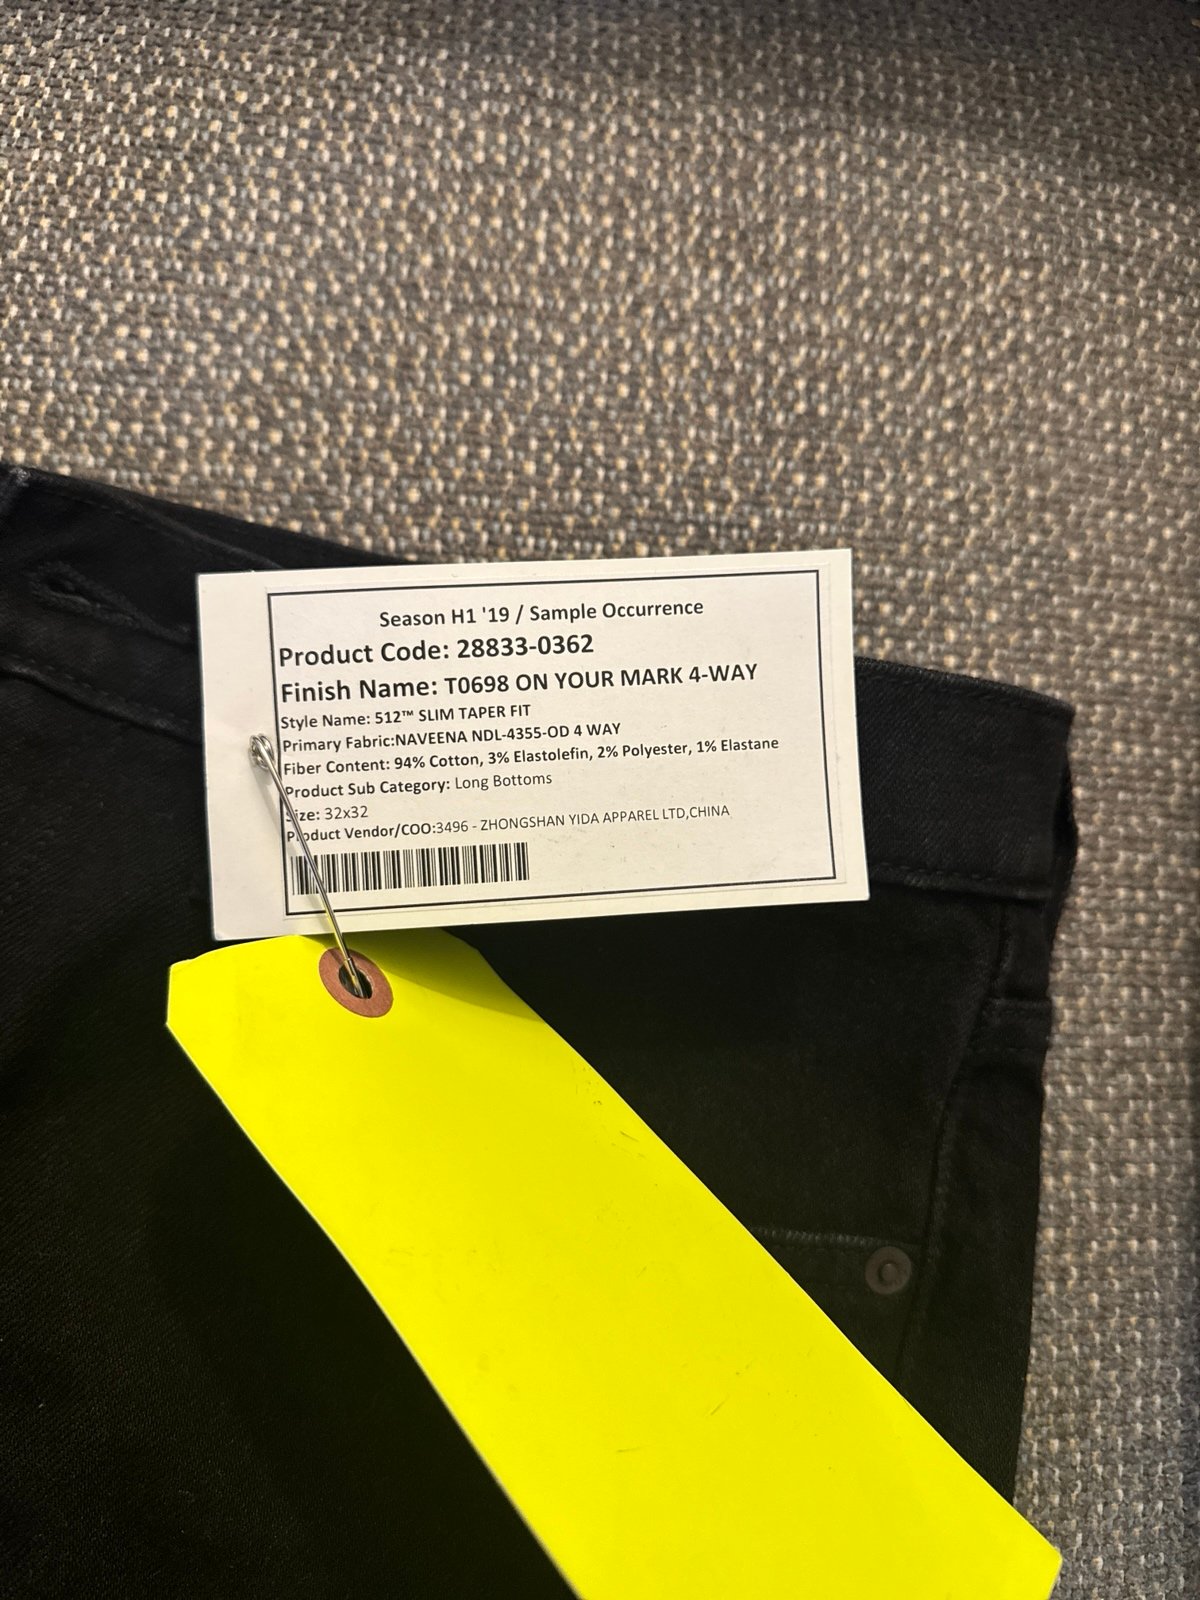 Season H1 '19 / Sample Occurrence
Product Code: 28833-0362
Finish Name: T0698 ON YOUR MARK 4-WAY
Style Name: 512™ SLIM TAPER FIT
Primary Fabric:NAVEENA NDL-4355-OD 4 WAY
Fiber Content: 94% Cotton, 3% Elastolefin, 2% Polyester, 1% Elastane
Product Sub Category: Long Bottoms
Size: 32x32
Product Vendor/COO:3496 - ZHONGSHAN YIDA APPAREL LTD,CHINA